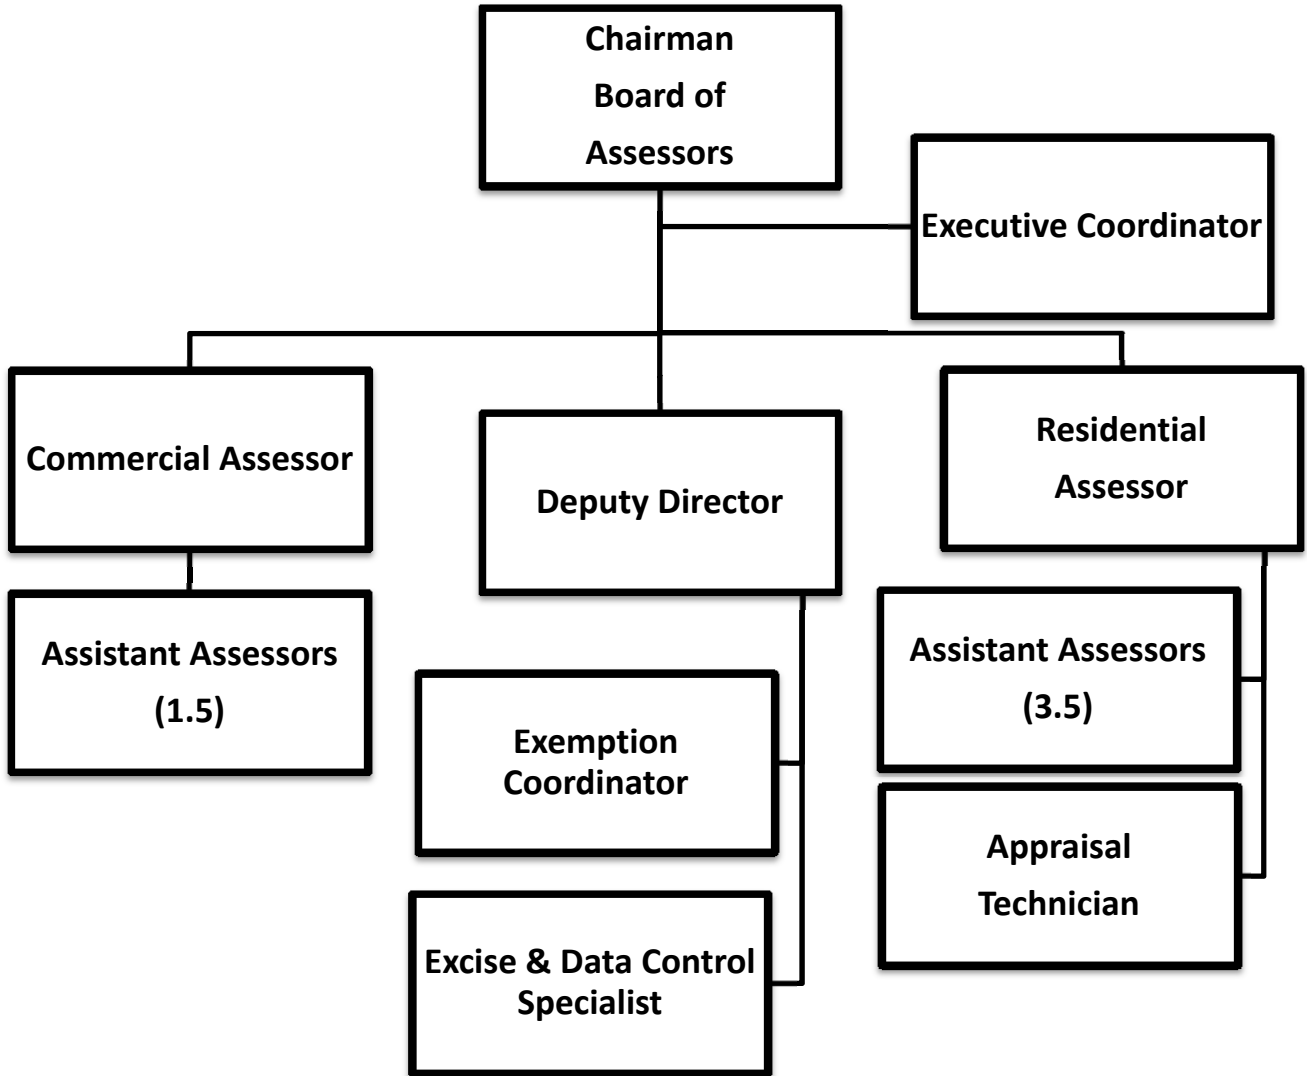 Chairman
Board of
Assessors
Executive Coordinator
Commercial Assessor
Deputy Director
Residential
Assessor
Assistant Assessors
(1.5)
Exemption
Coordinator
Excise & Data Control
Specialist
Assistant Assessors
(3.5)
Appraisal
Technician